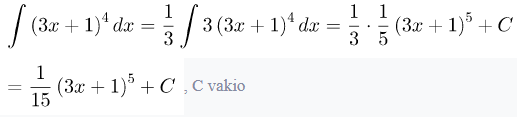 ∫ (3x + 1)⁴ dx = 1/3 ∫ 3 (3x + 1)⁴ dx = 1/3 · 1/5 (3x + 1)⁵ + C
= 1/15 (3x + 1)⁵ + C , C vakio